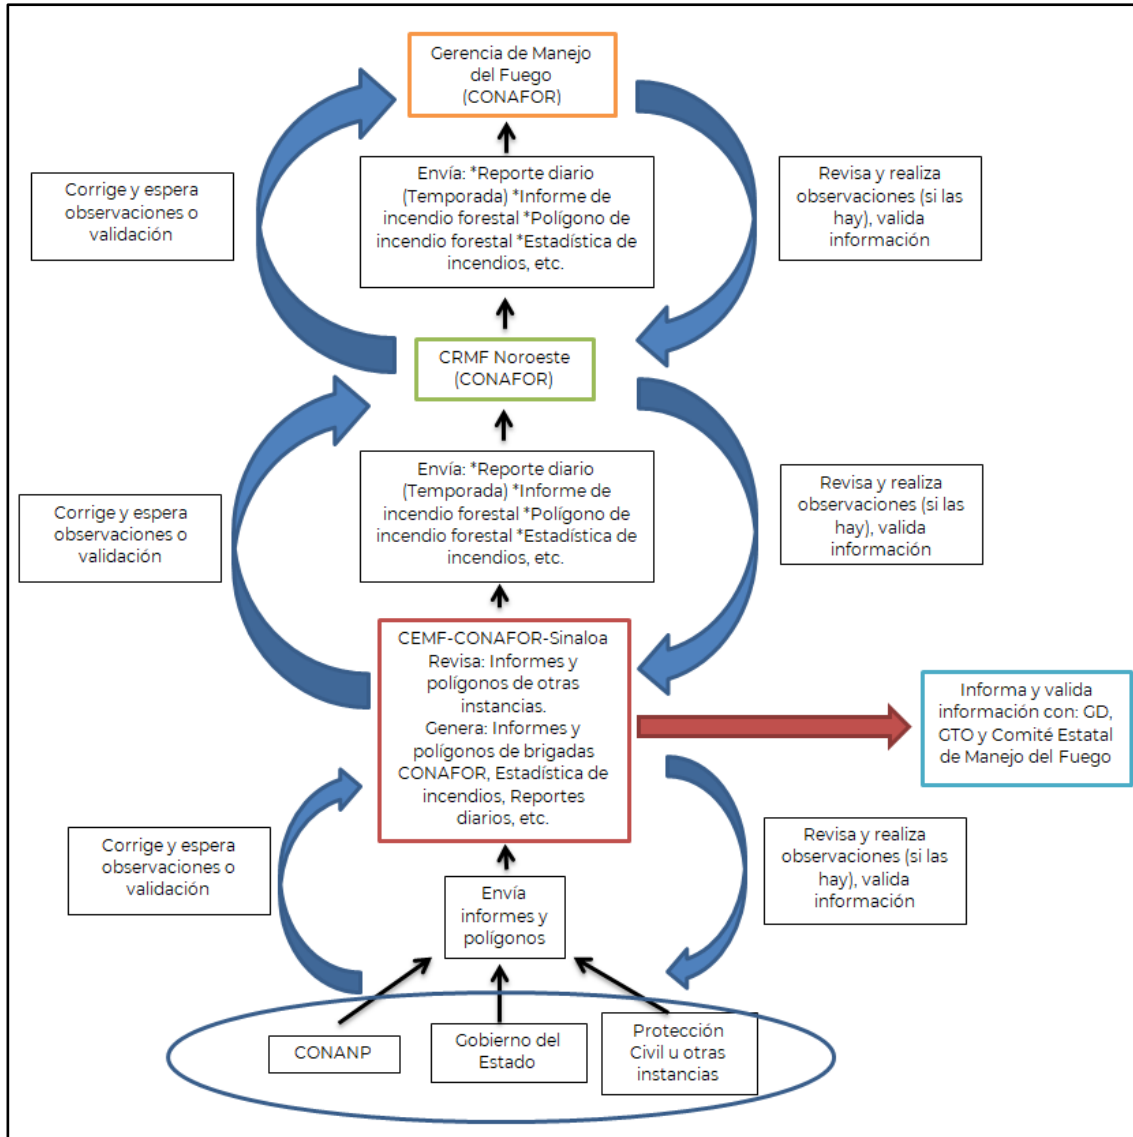 Gerencia de Manejo
del Fuego
(CONAFOR)
Corrige y espera
observaciones o
validación
Envía: *Reporte diario
(Temporada) *Informe de
incendio forestal *Polígono
de incendio forestal
*Estadística de
incendios, etc.
Revisa y realiza
observaciones (si las
hay), valida
información
CRMF Noroeste
(CONAFOR)
Corrige y espera
observaciones o
validación
Envía: *Reporte diario
(Temporada) *Informe de
incendio forestal *Polígono de
incendio forestal *Estadística de
incendios, etc.
Revisa y realiza
observaciones (si las
hay), valida
información
CEMF-CONAFOR-Sinaloa
Revisa: Informes y
polígonos de otras
instancias.
Genera: Informes y
polígonos de brigadas
CONAFOR, Estadística de
incendios, Reportes
diarios, etc.
Informa y valida
información con: GD,
GTO y Comité Estatal
de Manejo del Fuego
Corrige y espera
observaciones o
validación
Revisa y realiza
observaciones (si las
hay), valida
información
Envía
informes y
polígonos
CONANP
Gobierno del
Estado
Protección
Civil u otras
instancias